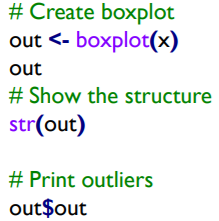 # Create boxplot
out <- boxplot(x)
out
# Show the structure
str(out)
# Print outliers
out$out